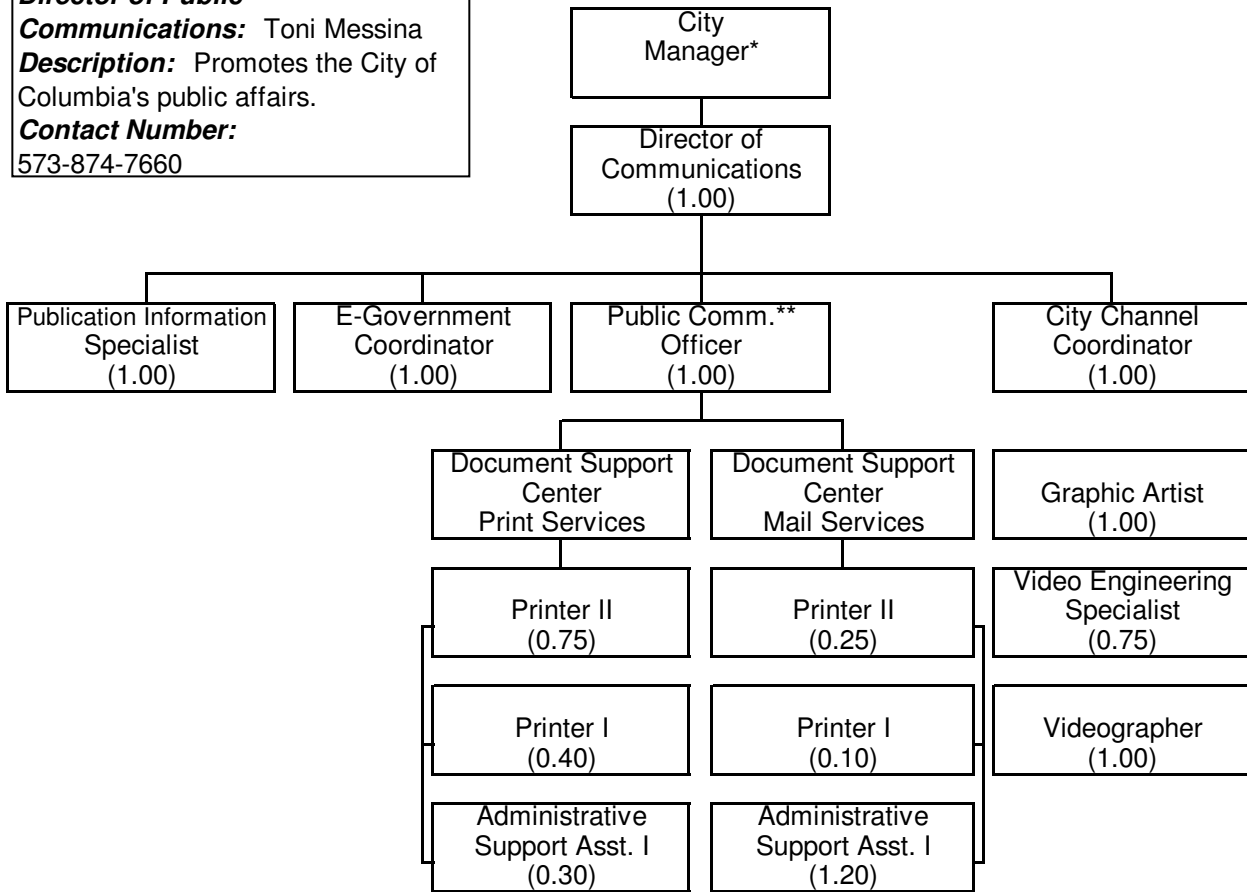 Director of Public
Communications: Toni Messina
Description: Promotes the City of
Columbia's public affairs.
Contact Number:
573-874-7660
City
Manager*
Director of
Communications
(1.00)
Publication Information
Specialist
(1.00)
E-Government
Coordinator
(1.00)
Public Comm.**
Officer
(1.00)
City Channel
Coordinator
(1.00)
Document Support
Center
Print Services
Document Support
Center
Mail Services
Graphic Artist
(1.00)
Printer II
(0.75)
Printer II
(0.25)
Video Engineering
Specialist
(0.75)
Printer I
(0.40)
Printer I
(0.10)
Videographer
(1.00)
Administrative
Support Asst. I
(0.30)
Administrative
Support Asst. I
(1.20)